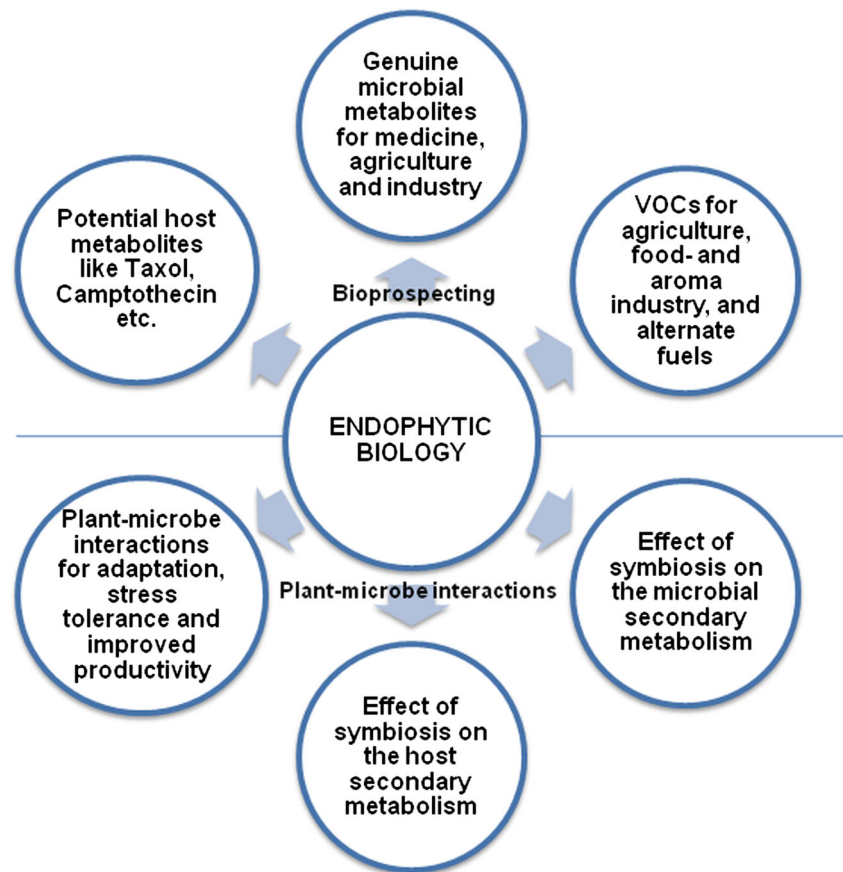 Genuine
microbial
metabolites
for medicine,
agriculture
and industry
Potential host
metabolites
like Taxol,
Camptothecin
etc.
VOCs for
agriculture,
food- and
aroma
industry, and
alternate
fuels
Bioprospecting
ENDOPHYTIC
BIOLOGY
Plant-microbe
interactions
for adaptation,
stress
tolerance and
improved
productivity
Plant-microbe interactions
Effect of
symbiosis on
the microbial
secondary
metabolism
Effect of
symbiosis on
the host
secondary
metabolism